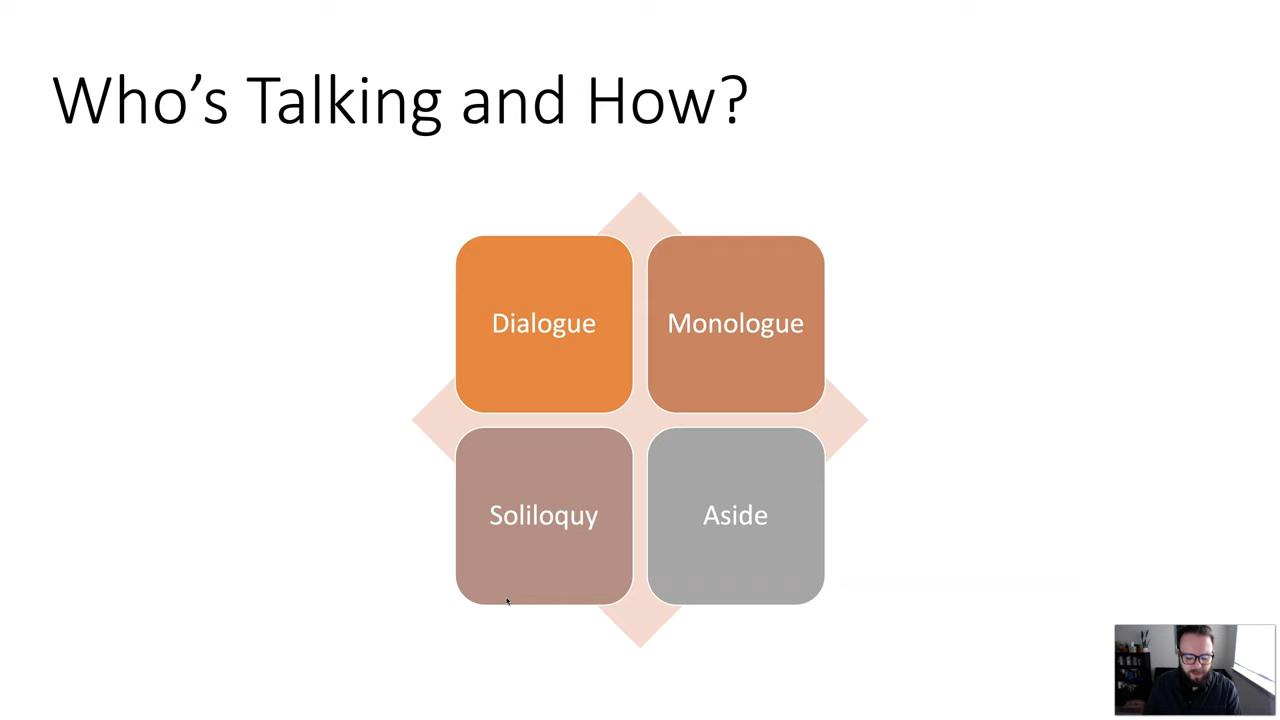 Who’s Talking and How?
Dialogue
Monologue
Soliloquy
Aside